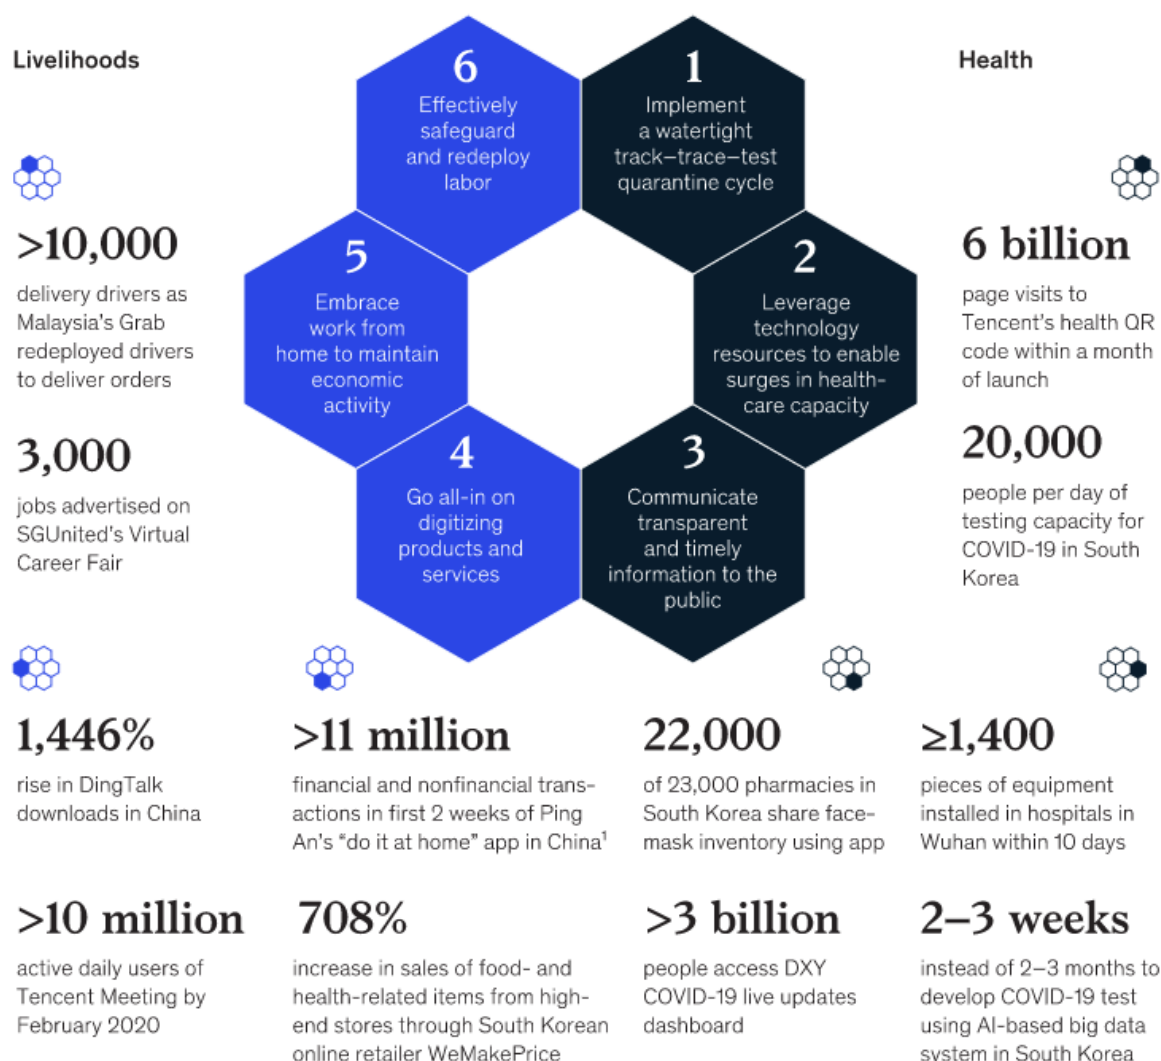 Livelihoods
Health
6
Effectively
safeguard
and redeploy
labor
1
Implement
a watertight
track–trace–test
quarantine cycle
5
Embrace
work from
home to maintain
economic
activity
2
Leverage
technology
resources to enable
surges in health-
care capacity
4
Go all-in on
digitizing
products and
services
3
Communicate
transparent
and timely
information to the
public
>10,000
delivery drivers as
Malaysia’s Grab
redeployed drivers
to deliver orders
3,000
jobs advertised on
SGUnited’s Virtual
Career Fair
6 billion
page visits to
Tencent’s health QR
code within a month
of launch
20,000
people per day of
testing capacity for
COVID-19 in South
Korea
1,446%
rise in DingTalk
downloads in China
>10 million
active daily users of
Tencent Meeting by
February 2020
>11 million
financial and nonfinancial trans-
actions in first 2 weeks of Ping
An’s “do it at home” app in China¹
708%
increase in sales of food- and
health-related items from high-
end stores through South Korean
online retailer WeMakePrice
22,000
of 23,000 pharmacies in
South Korea share face-
mask inventory using app
>3 billion
people access DXY
COVID-19 live updates
dashboard
≥1,400
pieces of equipment
installed in hospitals in
Wuhan within 10 days
2–3 weeks
instead of 2–3 months to
develop COVID-19 test
using AI-based big data
system in South Korea